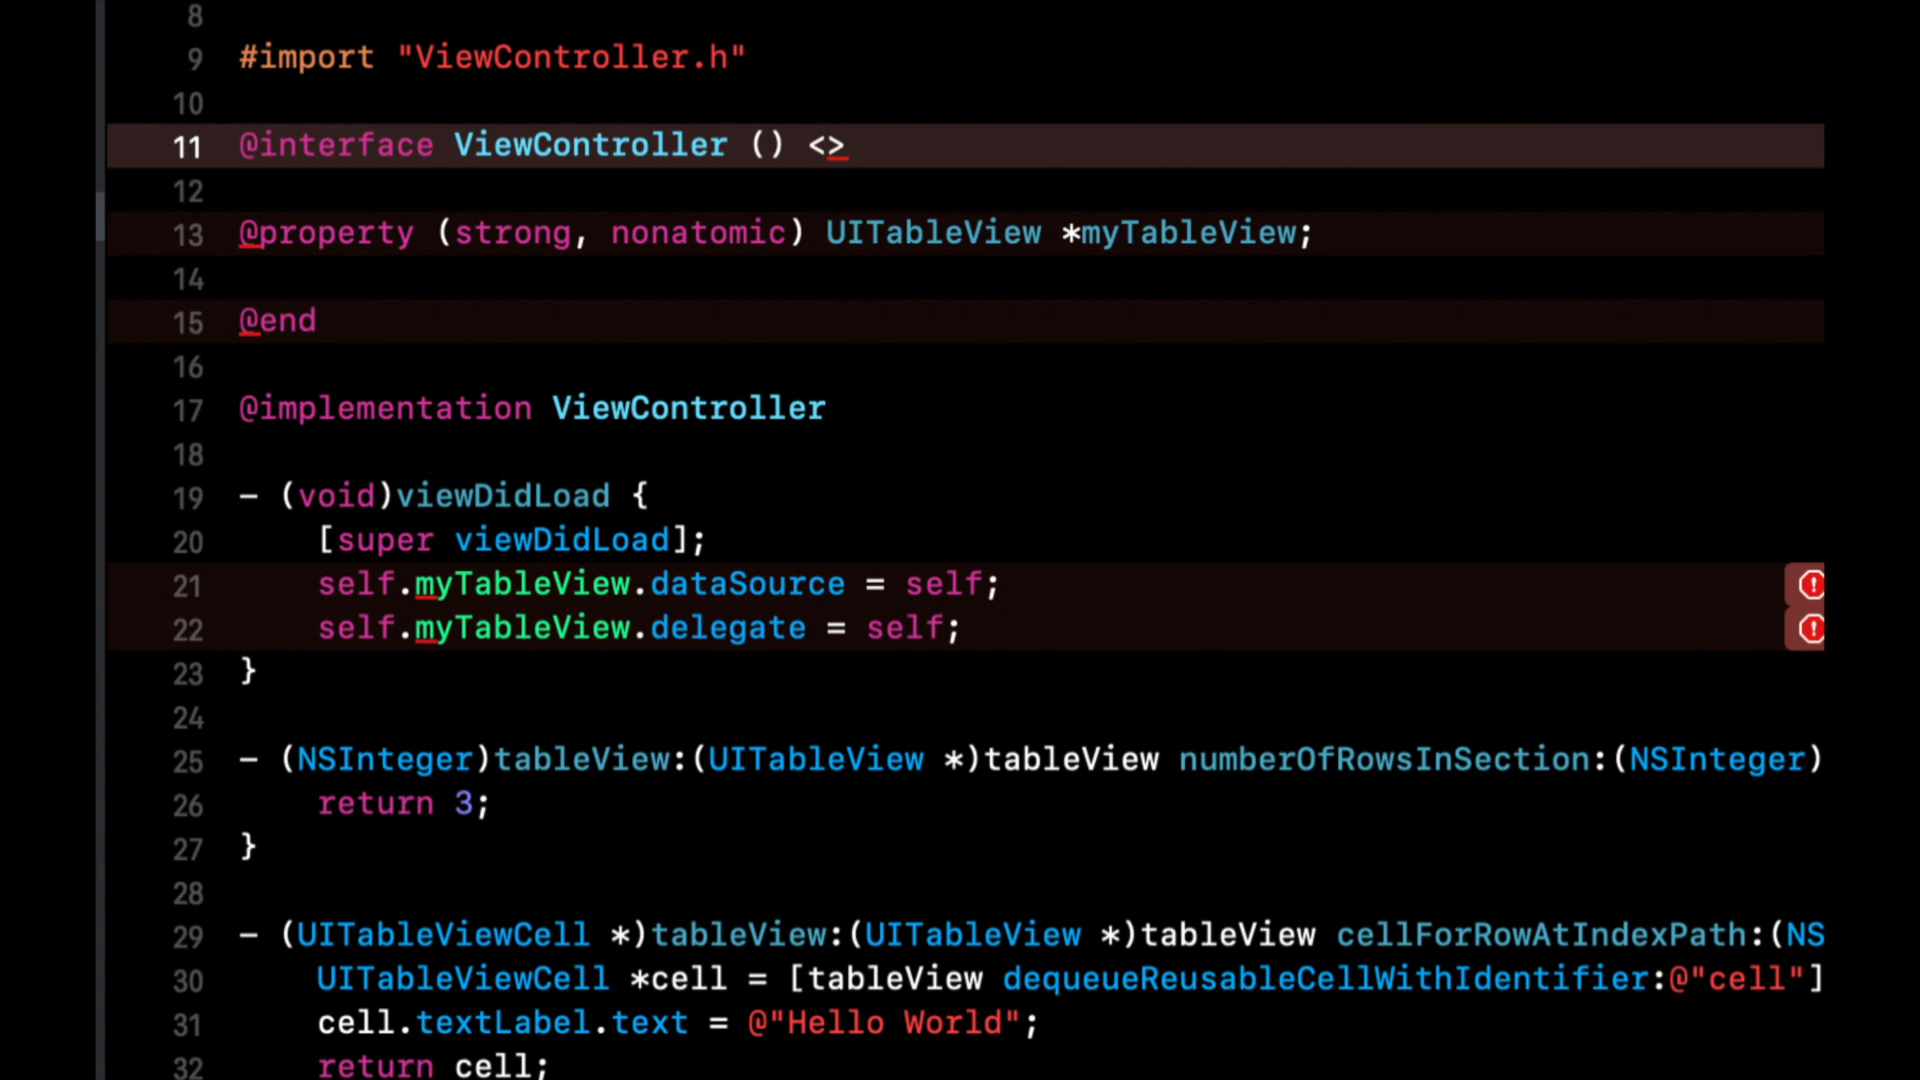 8
9 #import "ViewController.h"
10
11 @interface ViewController () <>
12
13 @property (strong, nonatomic) UITableView *myTableView;
14
15 @end
16
17 @implementation ViewController
18
19 - (void)viewDidLoad {
20 [super viewDidLoad];
21 self.myTableView.dataSource = self;
22 self.myTableView.delegate = self;
23 }
24
25 - (NSInteger)tableView:(UITableView *)tableView numberOfRowsInSection:(NSInteger)
26 return 3;
27 }
28
29 - (UITableViewCell *)tableView:(UITableView *)tableView cellForRowAtIndexPath:(NS
30 UITableViewCell *cell = [tableView dequeueReusableCellWithIdentifier:@"cell"]
31 cell.textLabel.text = @"Hello World";
32 return cell;